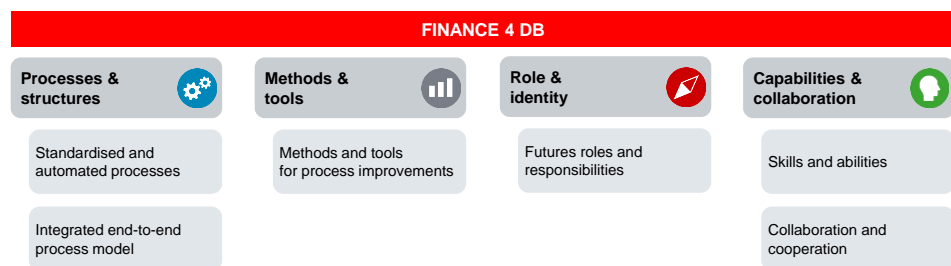 FINANCE 4 DB
Processes &
structures
Methods &
tools
Role &
identity
Capabilities &
collaboration
Standardised and
automated processes
Methods and tools
for process improvements
Futures roles and
responsibilities
Skills and abilities
Integrated end-to-end
process model
Collaboration and
cooperation